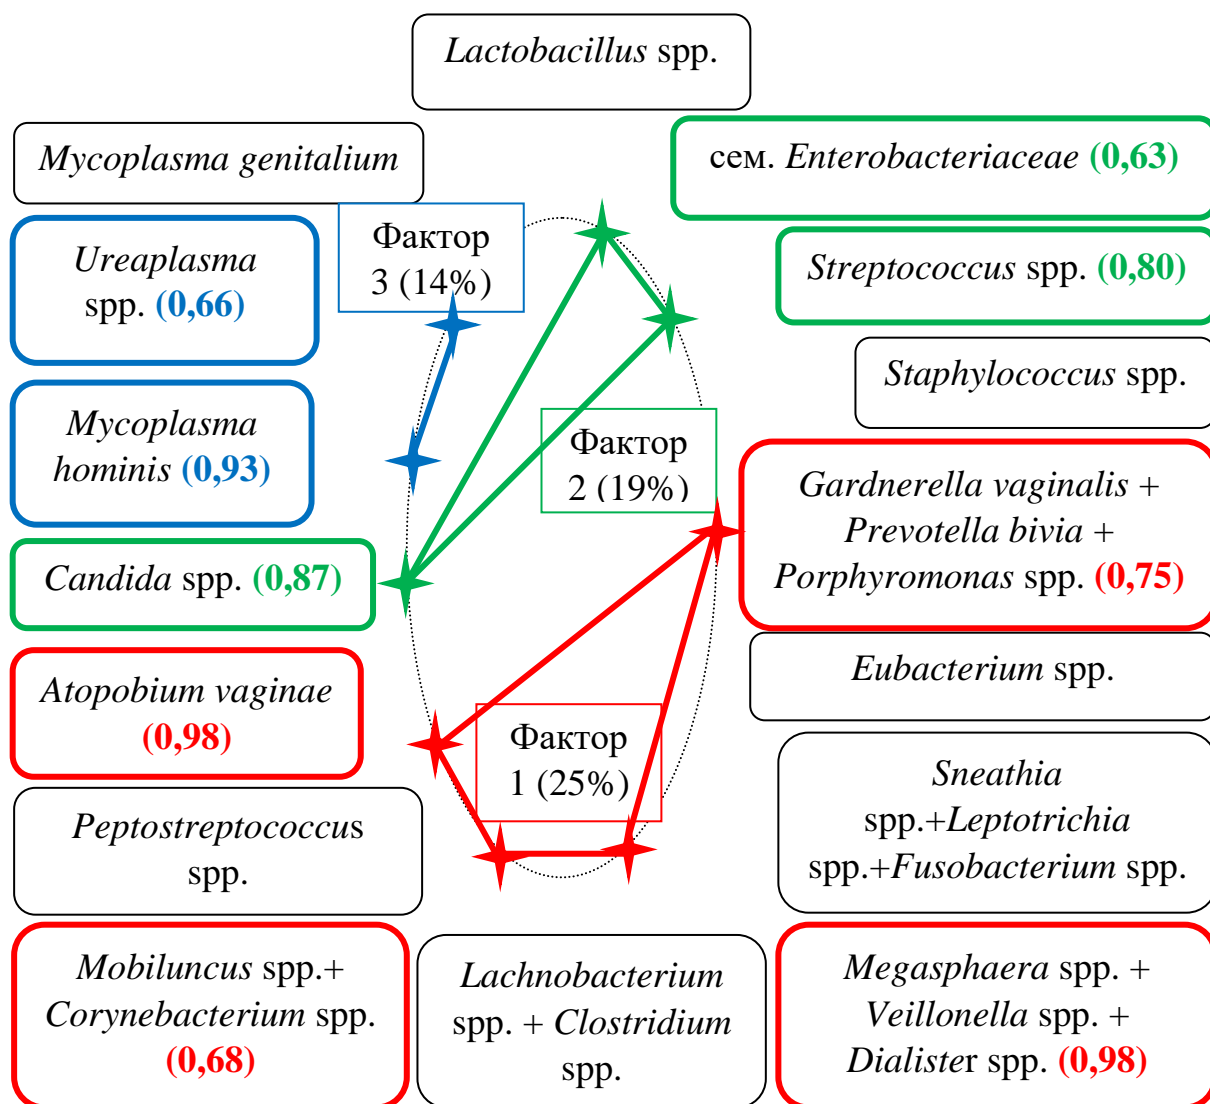 Lactobacillus spp.
Mycoplasma genitalium
сем. Enterobacteriaceae (0,63)
Ureaplasma
spp. (0,66)
Фактор
3 (14%)
Streptococcus spp. (0,80)
Staphylococcus spp.
Mycoplasma
hominis (0,93)
Фактор
2 (19%)
Gardnerella vaginalis +
Prevotella bivia +
Porphyromonas spp. (0,75)
Candida spp. (0,87)
Eubacterium spp.
Atopobium vaginae
(0,98)
Фактор
1 (25%)
Sneathia
spp.+Leptotrichia
spp.+Fusobacterium spp.
Peptostreptococcus
spp.
Mobiluncus spp.+
Corynebacterium spp.
(0,68)
Lachnobacterium
spp. + Clostridium
spp.
Megasphaera spp. +
Veillonella spp. +
Dialister spp. (0,98)